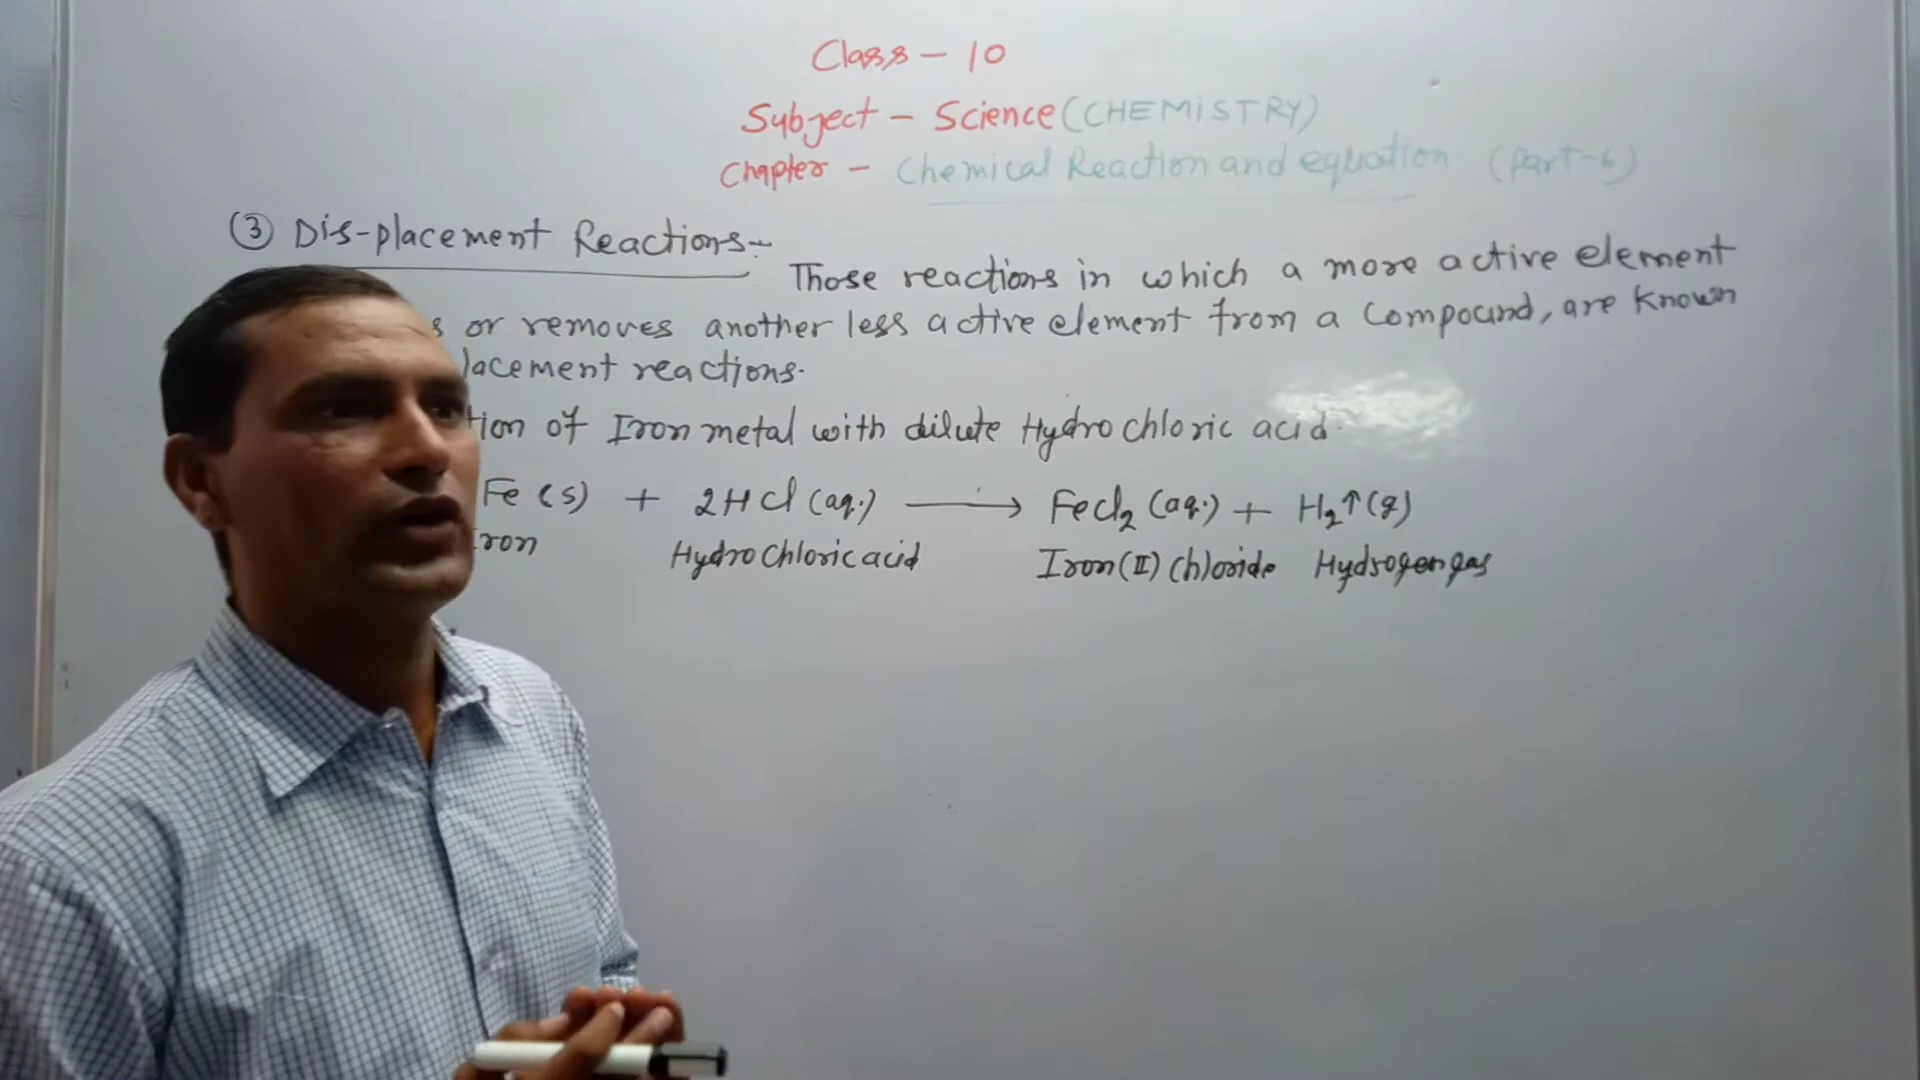 Class - 10
Subject - Science (CHEMISTRY)
Chapter - Chemical Reaction and equation (Part-6)
(3) Dis-placement Reactions:-
Those reactions in which a more active element
s or removes another less active element from a compound, are known
lacement reactions.
tion of Iron metal with dilute Hydrochloric acid.
Fe (s) + 2HCl (aq.) ⟶ FeCl₂ (aq.) + H₂↑(g)
Iron Hydrochloric acid Iron(II) Chloride Hydrogen gas